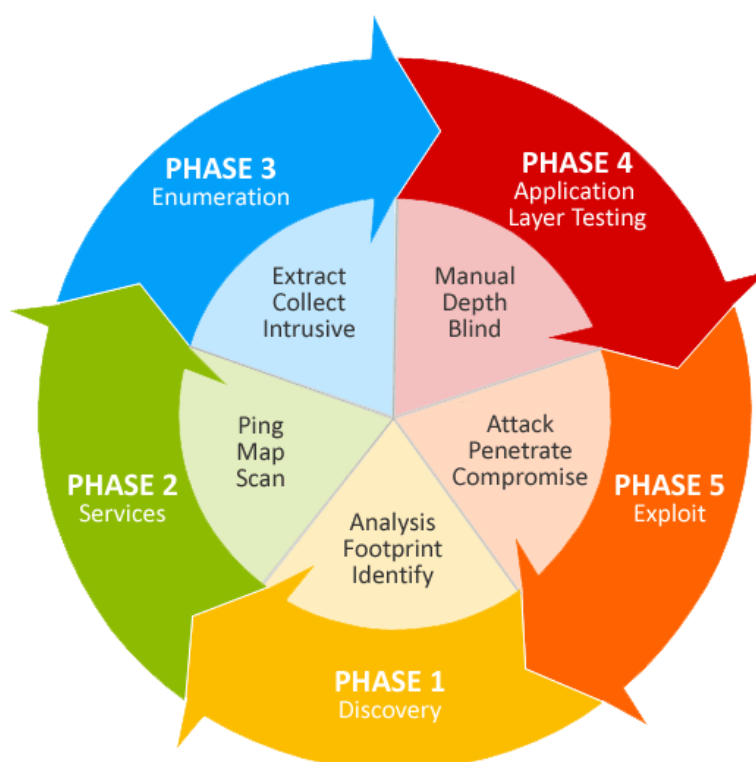 PHASE 3
Enumeration
PHASE 4
Application
Layer Testing
Extract
Collect
Intrusive
Manual
Depth
Blind
Ping
Map
Scan
Attack
Penetrate
Compromise
PHASE 2
Services
PHASE 5
Exploit
Analysis
Footprint
Identify
PHASE 1
Discovery